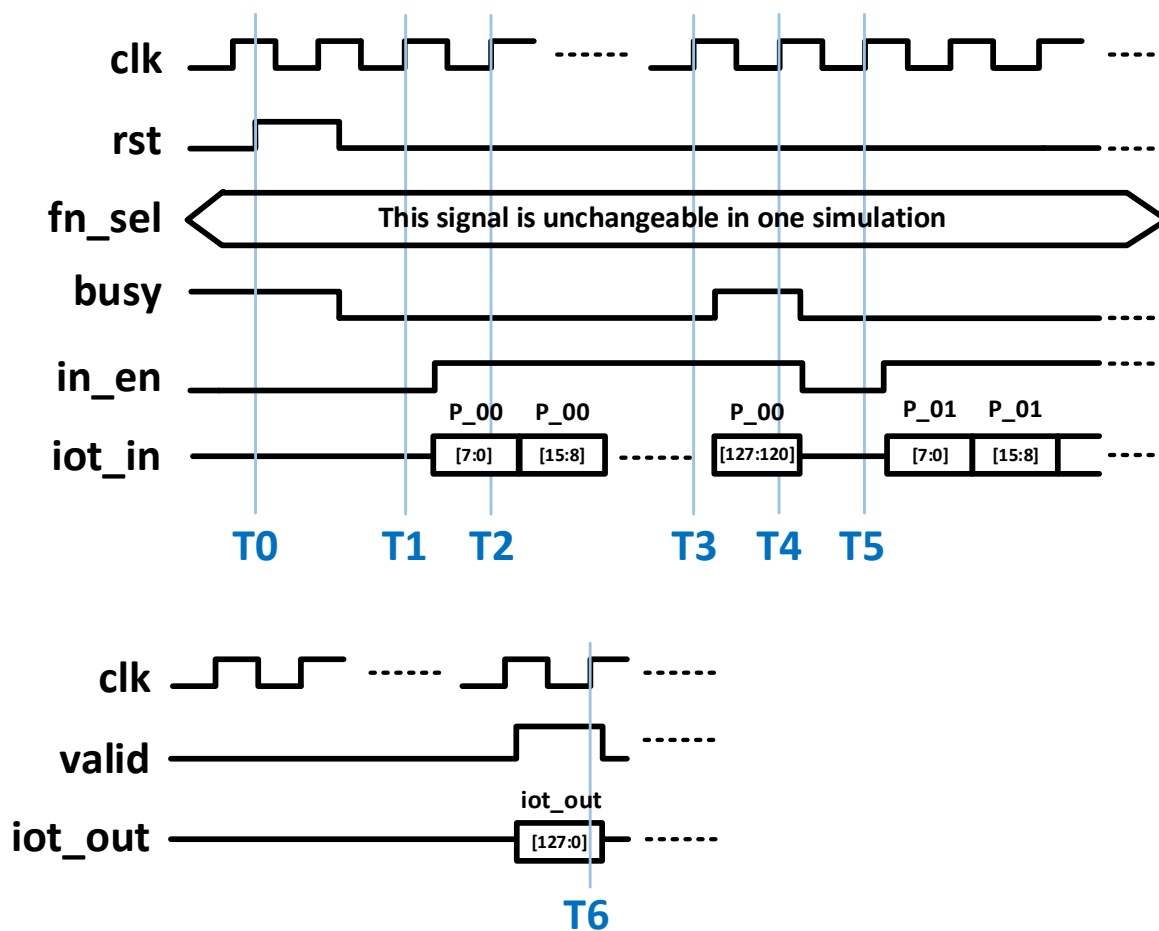 clk
rst
fn_sel
This signal is unchangeable in one simulation
busy
in_en
P_00 P_00 P_00 P_01 P_01
iot_in
[7:0] [15:8] [127:120] [7:0] [15:8]
T0 T1 T2 T3 T4 T5
clk
valid
iot_out
iot_out
[127:0]
T6